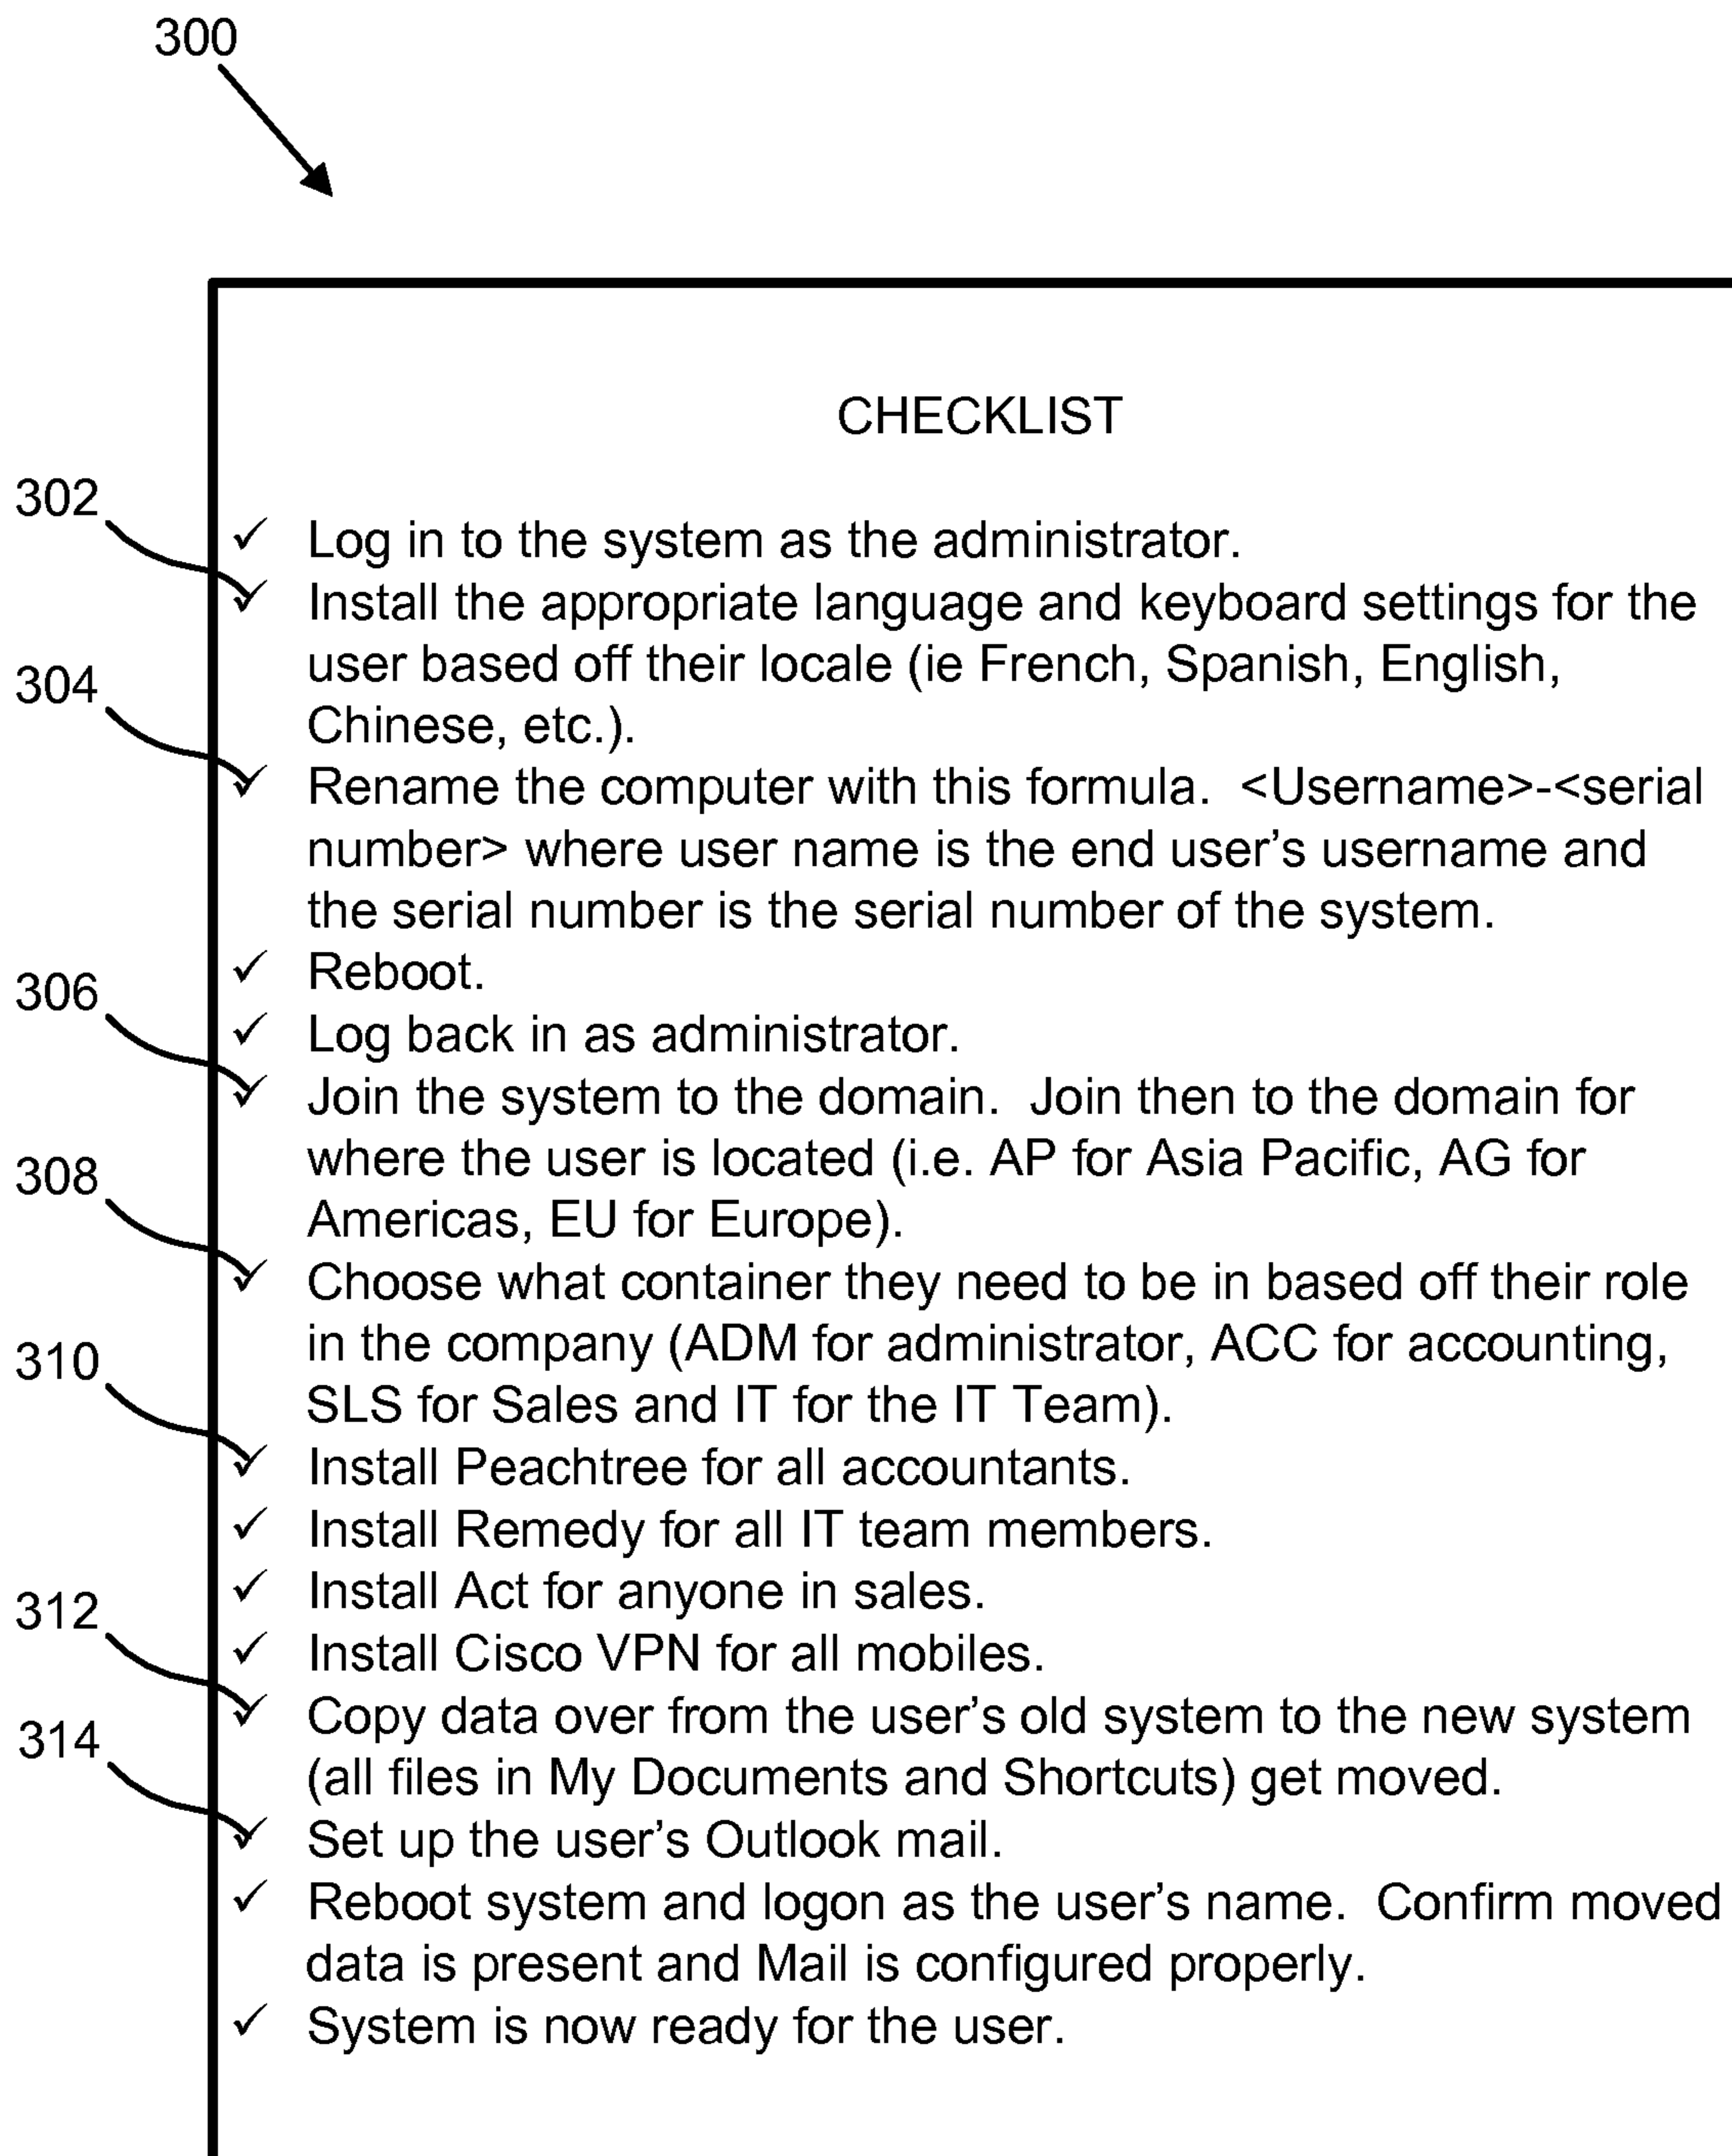 300
CHECKLIST
302
✓ Log in to the system as the administrator.
✓ Install the appropriate language and keyboard settings for the
user based off their locale (ie French, Spanish, English,
304
Chinese, etc.).
✓ Rename the computer with this formula.  <Username>-<serial
number> where user name is the end user’s username and
the serial number is the serial number of the system.
✓ Reboot.
306
✓ Log back in as administrator.
✓ Join the system to the domain.  Join then to the domain for
where the user is located (i.e. AP for Asia Pacific, AG for
308
Americas, EU for Europe).
✓ Choose what container they need to be in based off their role
in the company (ADM for administrator, ACC for accounting,
310
SLS for Sales and IT for the IT Team).
✓ Install Peachtree for all accountants.
✓ Install Remedy for all IT team members.
✓ Install Act for anyone in sales.
312
✓ Install Cisco VPN for all mobiles.
✓ Copy data over from the user’s old system to the new system
314
(all files in My Documents and Shortcuts) get moved.
✓ Set up the user’s Outlook mail.
✓ Reboot system and logon as the user’s name.  Confirm moved
data is present and Mail is configured properly.
✓ System is now ready for the user.